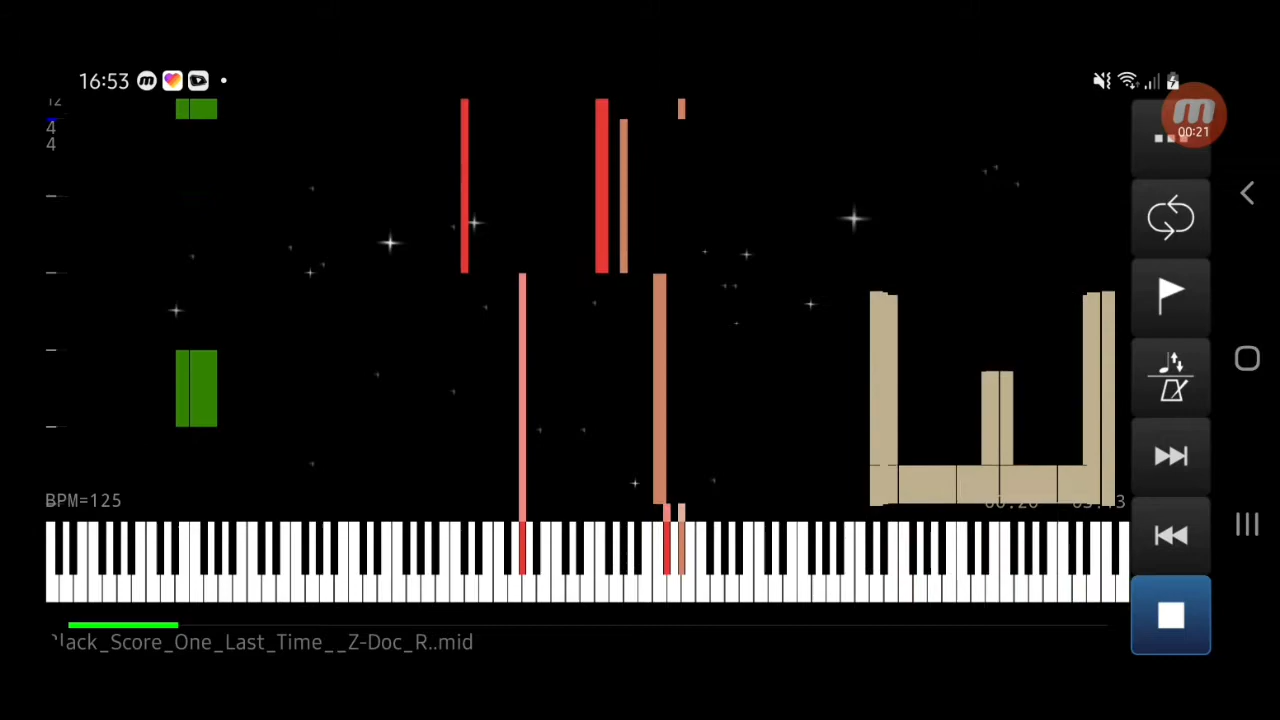 16:53
00:21
12
4
4
BPM=125
lack_Score_One_Last_Time__Z-Doc_R..mid